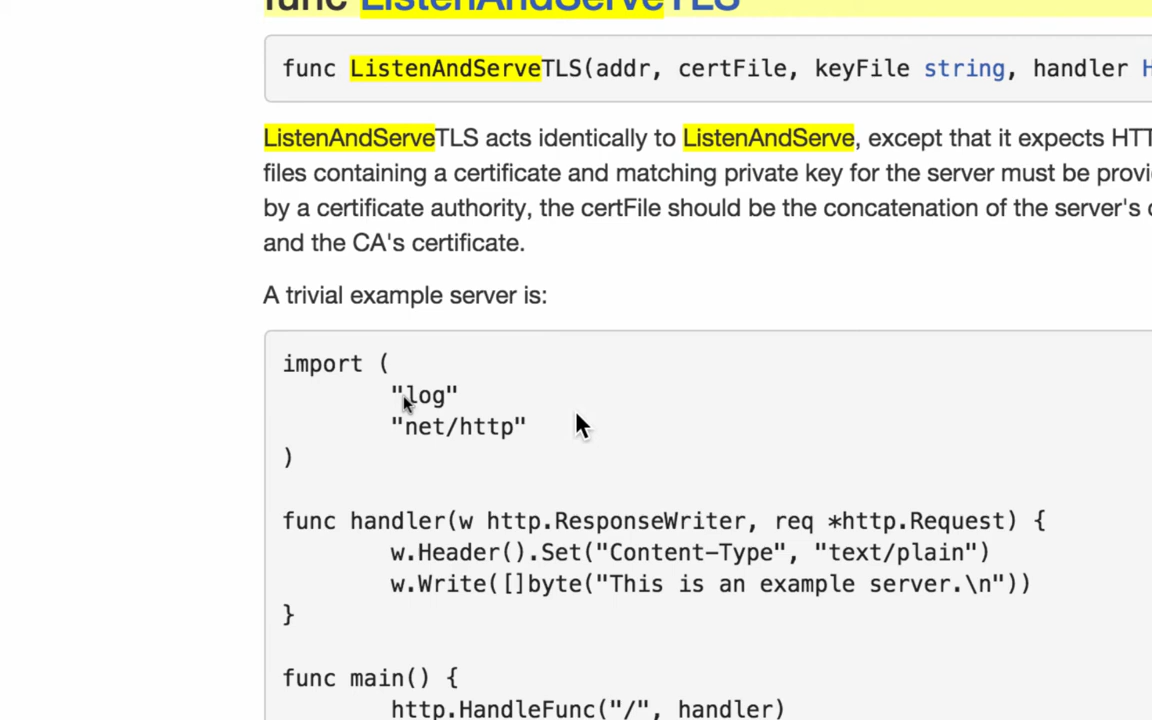 func ListenAndServeTLS
func ListenAndServeTLS(addr, certFile, keyFile string, handler
ListenAndServeTLS acts identically to ListenAndServe, except that it expects
files containing a certificate and matching private key for the server must be
by a certificate authority, the certFile should be the concatenation of the server's
and the CA's certificate.
A trivial example server is:
import (
"log"
"net/http"
)
func handler(w http.ResponseWriter, req *http.Request) {
w.Header().Set("Content-Type", "text/plain")
w.Write([]byte("This is an example server.\n"))
}
func main() {
http.HandleFunc("/", handler)